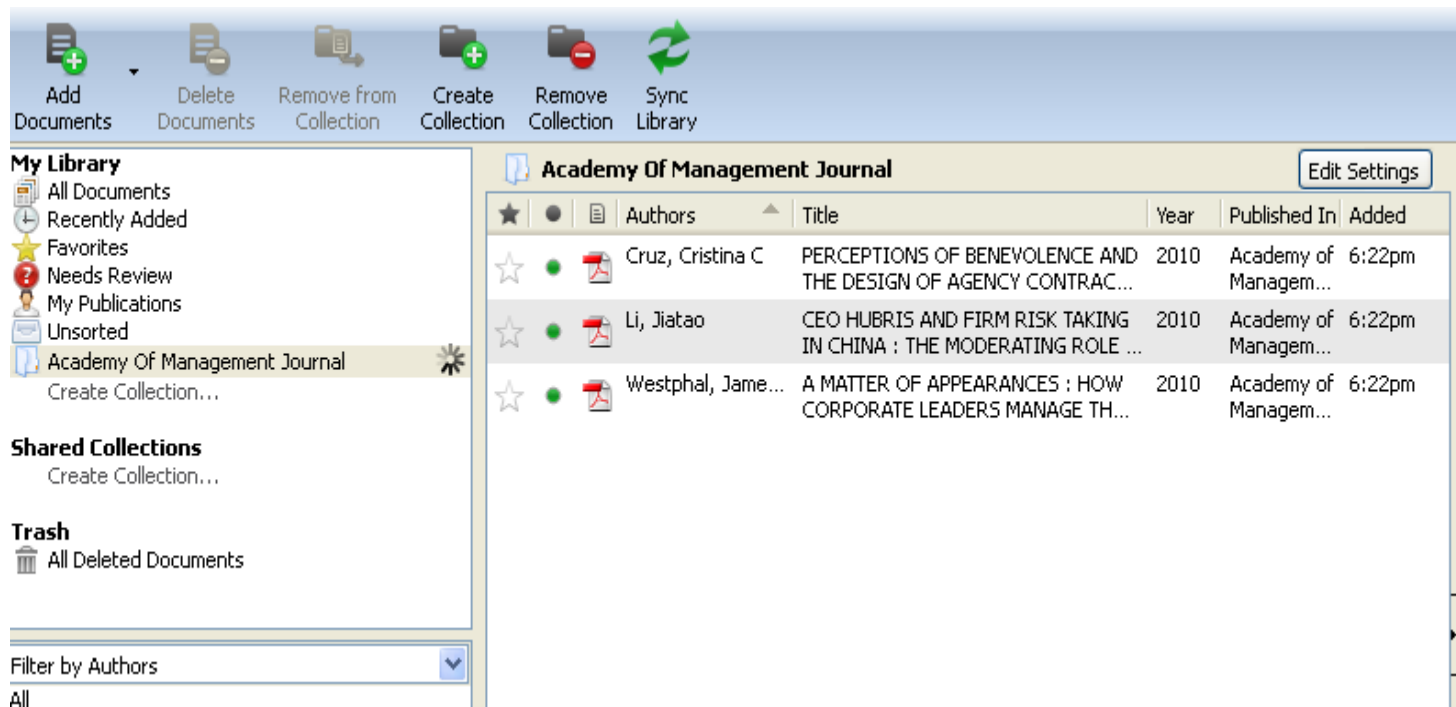 Add Documents
Delete Documents
Remove from Collection
Create Collection
Remove Collection
Sync Library
My Library
All Documents
Recently Added
Favorites
Needs Review
My Publications
Unsorted
Academy Of Management Journal
Create Collection...
Shared Collections
Create Collection...
Trash
All Deleted Documents
Filter by Authors
All
Academy Of Management Journal
Edit Settings
Authors Title Year Published In Added
Cruz, Cristina C PERCEPTIONS OF BENEVOLENCE AND 2010 Academy of 6:22pm
THE DESIGN OF AGENCY CONTRAC... Managem...
Li, Jiatao CEO HUBRIS AND FIRM RISK TAKING 2010 Academy of 6:22pm
IN CHINA : THE MODERATING ROLE ... Managem...
Westphal, Jame... A MATTER OF APPEARANCES : HOW 2010 Academy of 6:22pm
CORPORATE LEADERS MANAGE TH... Managem...